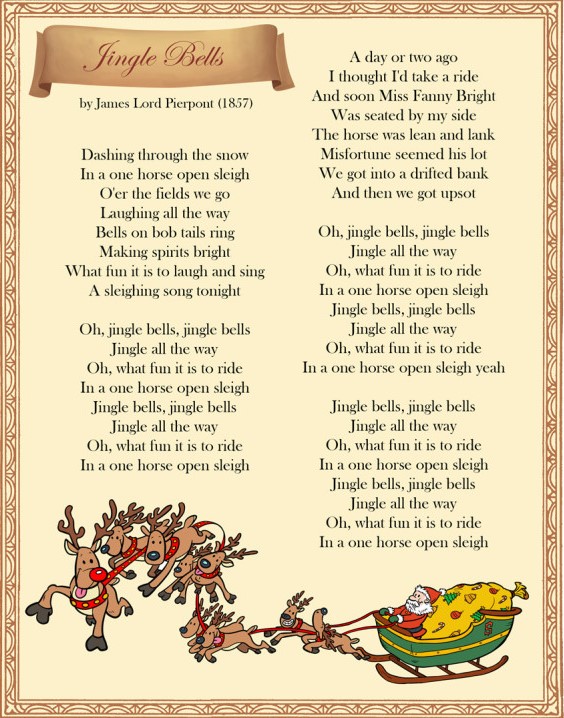 Jingle Bells
by James Lord Pierpont (1857)
Dashing through the snow
In a one horse open sleigh
O'er the fields we go
Laughing all the way
Bells on bob tails ring
Making spirits bright
What fun it is to laugh and sing
A sleighing song tonight
Oh, jingle bells, jingle bells
Jingle all the way
Oh, what fun it is to ride
In a one horse open sleigh
Jingle bells, jingle bells
Jingle all the way
Oh, what fun it is to ride
In a one horse open sleigh
A day or two ago
I thought I'd take a ride
And soon Miss Fanny Bright
Was seated by my side
The horse was lean and lank
Misfortune seemed his lot
We got into a drifted bank
And then we got upsot
Oh, jingle bells, jingle bells
Jingle all the way
Oh, what fun it is to ride
In a one horse open sleigh
Jingle bells, jingle bells
Jingle all the way
Oh, what fun it is to ride
In a one horse open sleigh yeah
Jingle bells, jingle bells
Jingle all the way
Oh, what fun it is to ride
In a one horse open sleigh
Jingle bells, jingle bells
Jingle all the way
Oh, what fun it is to ride
In a one horse open sleigh